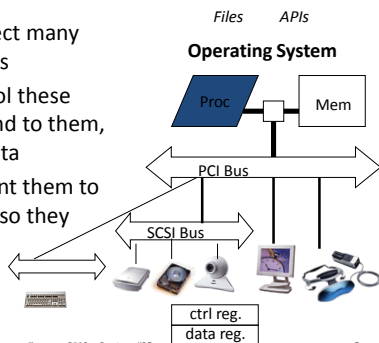 Files APIs
ect many
s
Operating System
ol these
nd to them,
ta
nt them to
so they
Proc
Mem
PCI Bus
SCSI Bus
ctrl reg.
data reg.